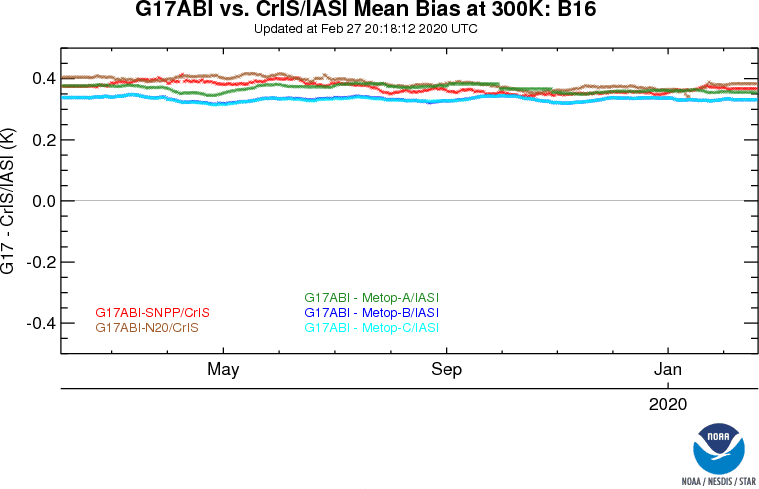 G17ABI vs. CrIS/IASI Mean Bias at 300K: B16
Updated at Feb 27 20:18:12 2020 UTC
G17 - CrIS/IASI (K)
0.4
0.2
0.0
-0.2
-0.4
G17ABI-SNPP/CrIS
G17ABI-N20/CrIS
G17ABI - Metop-A/IASI
G17ABI - Metop-B/IASI
G17ABI - Metop-C/IASI
May Sep Jan
2020
NOAA
NOAA / NESDIS / STAR